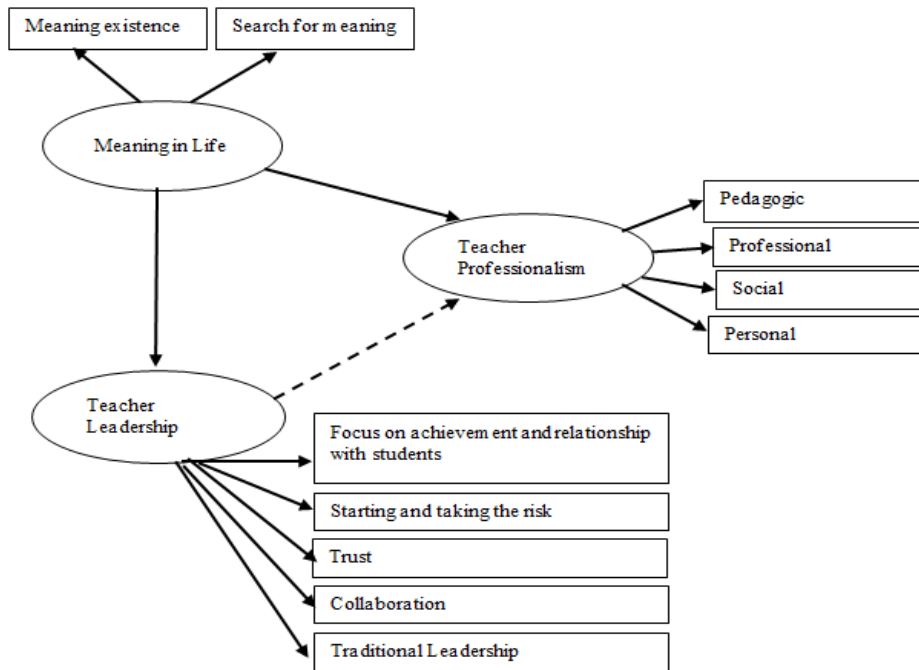 Meaning existence
Search for meaning
Meaning in Life
Pedagogic
Teacher
Professionalism
Professional
Social
Personal
Teacher
Leadership
Focus on achievement and relationship
with students
Starting and taking the risk
Trust
Collaboration
Traditional Leadership